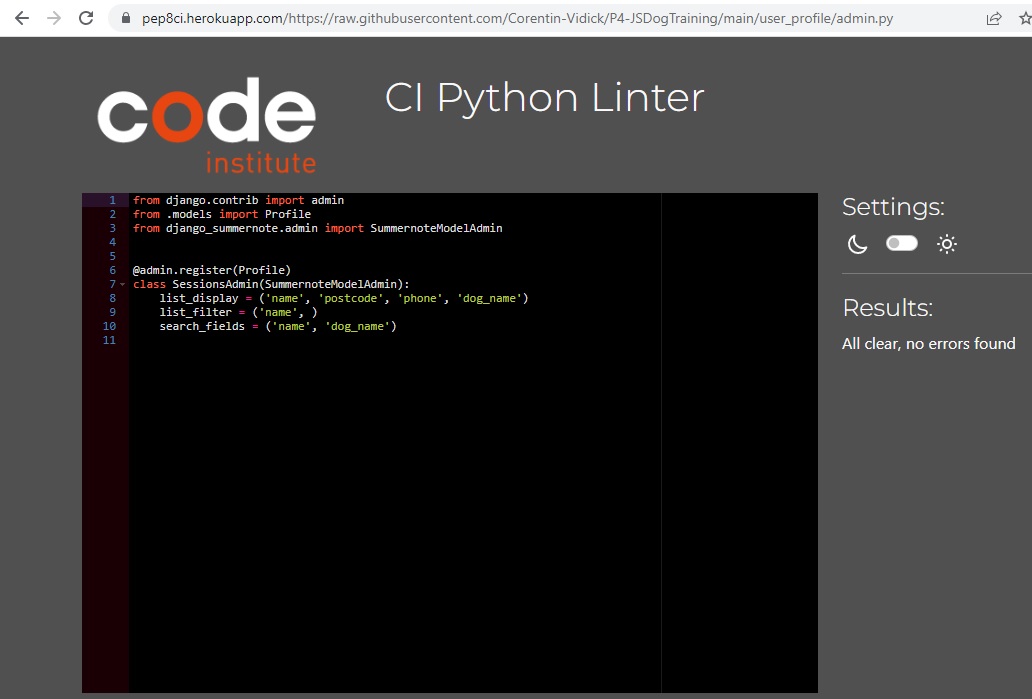 pep8ci.herokuapp.com/https://raw.githubusercontent.com/Corentin-Vidick/P4-JSDogTraining/main/user_profile/admin.py
code
institute
CI Python Linter
1 from django.contrib import admin
2 from .models import Profile
3 from django_summernote.admin import SummernoteModelAdmin
4
5
6 @admin.register(Profile)
7 class SessionsAdmin(SummernoteModelAdmin):
8     list_display = ('name', 'postcode', 'phone', 'dog_name')
9     list_filter = ('name', )
10     search_fields = ('name', 'dog_name')
11
Settings:
Results:
All clear, no errors found